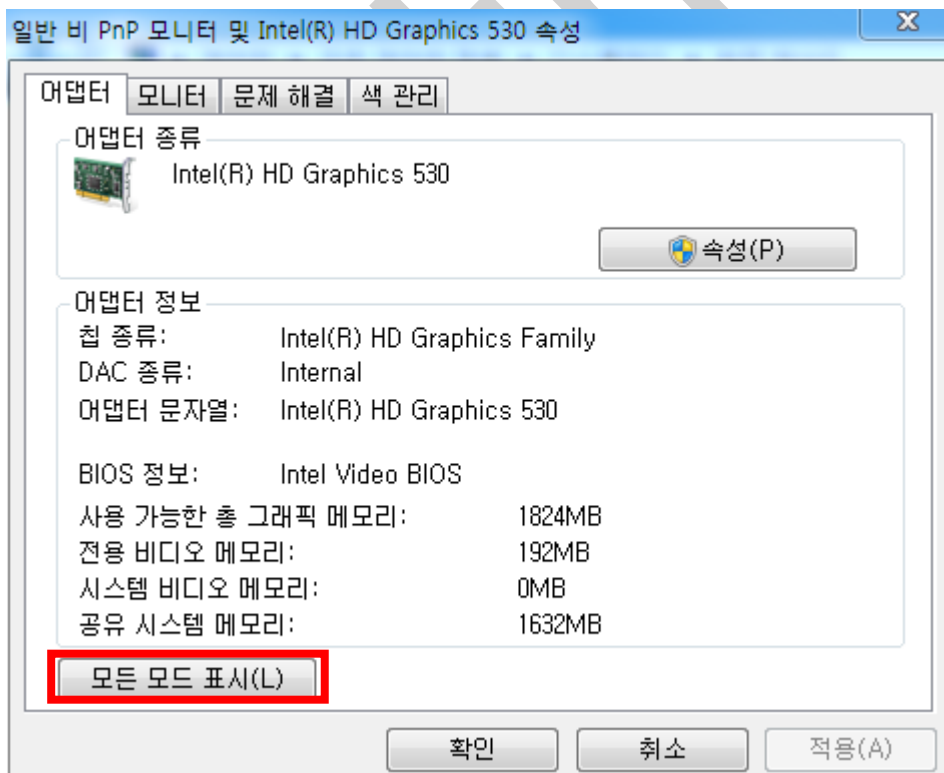 일반 비 PnP 모니터 및 Intel(R) HD Graphics 530 속성
어댑터 모니터 문제 해결 색 관리
어댑터 종류
Intel(R) HD Graphics 530
속성(P)
어댑터 정보
칩 종류: Intel(R) HD Graphics Family
DAC 종류: Internal
어댑터 문자열: Intel(R) HD Graphics 530
BIOS 정보: Intel Video BIOS
사용 가능한 총 그래픽 메모리: 1824MB
전용 비디오 메모리: 192MB
시스템 비디오 메모리: 0MB
공유 시스템 메모리: 1632MB
모든 모드 표시(L)
확인 취소 적용(A)